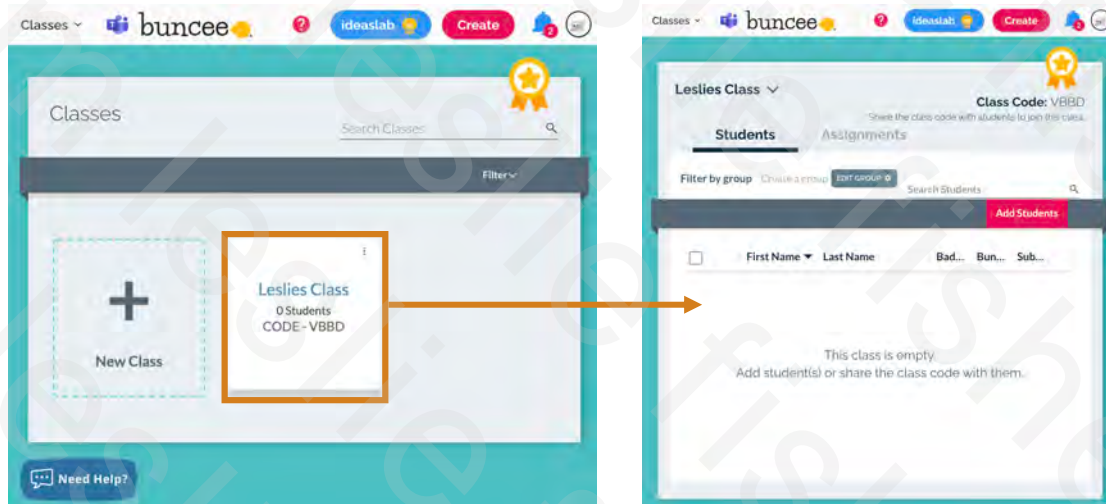 Classes
buncee
?
ideaslab
Create
2
Classes
Search Classes
Filter
New Class
Leslies Class
0 Students
CODE - VBBD
Need Help?
Classes
buncee
?
ideaslab
Create
Leslies Class
Class Code: VBBD
Share the class code with students to join this class.
Students Assignments
Filter by group Create a group EDIT GROUP
Search Students
Add Students
First Name Last Name Bad... Bun... Sub...
This class is empty.
Add student(s) or share the class code with them.
leslie fisher